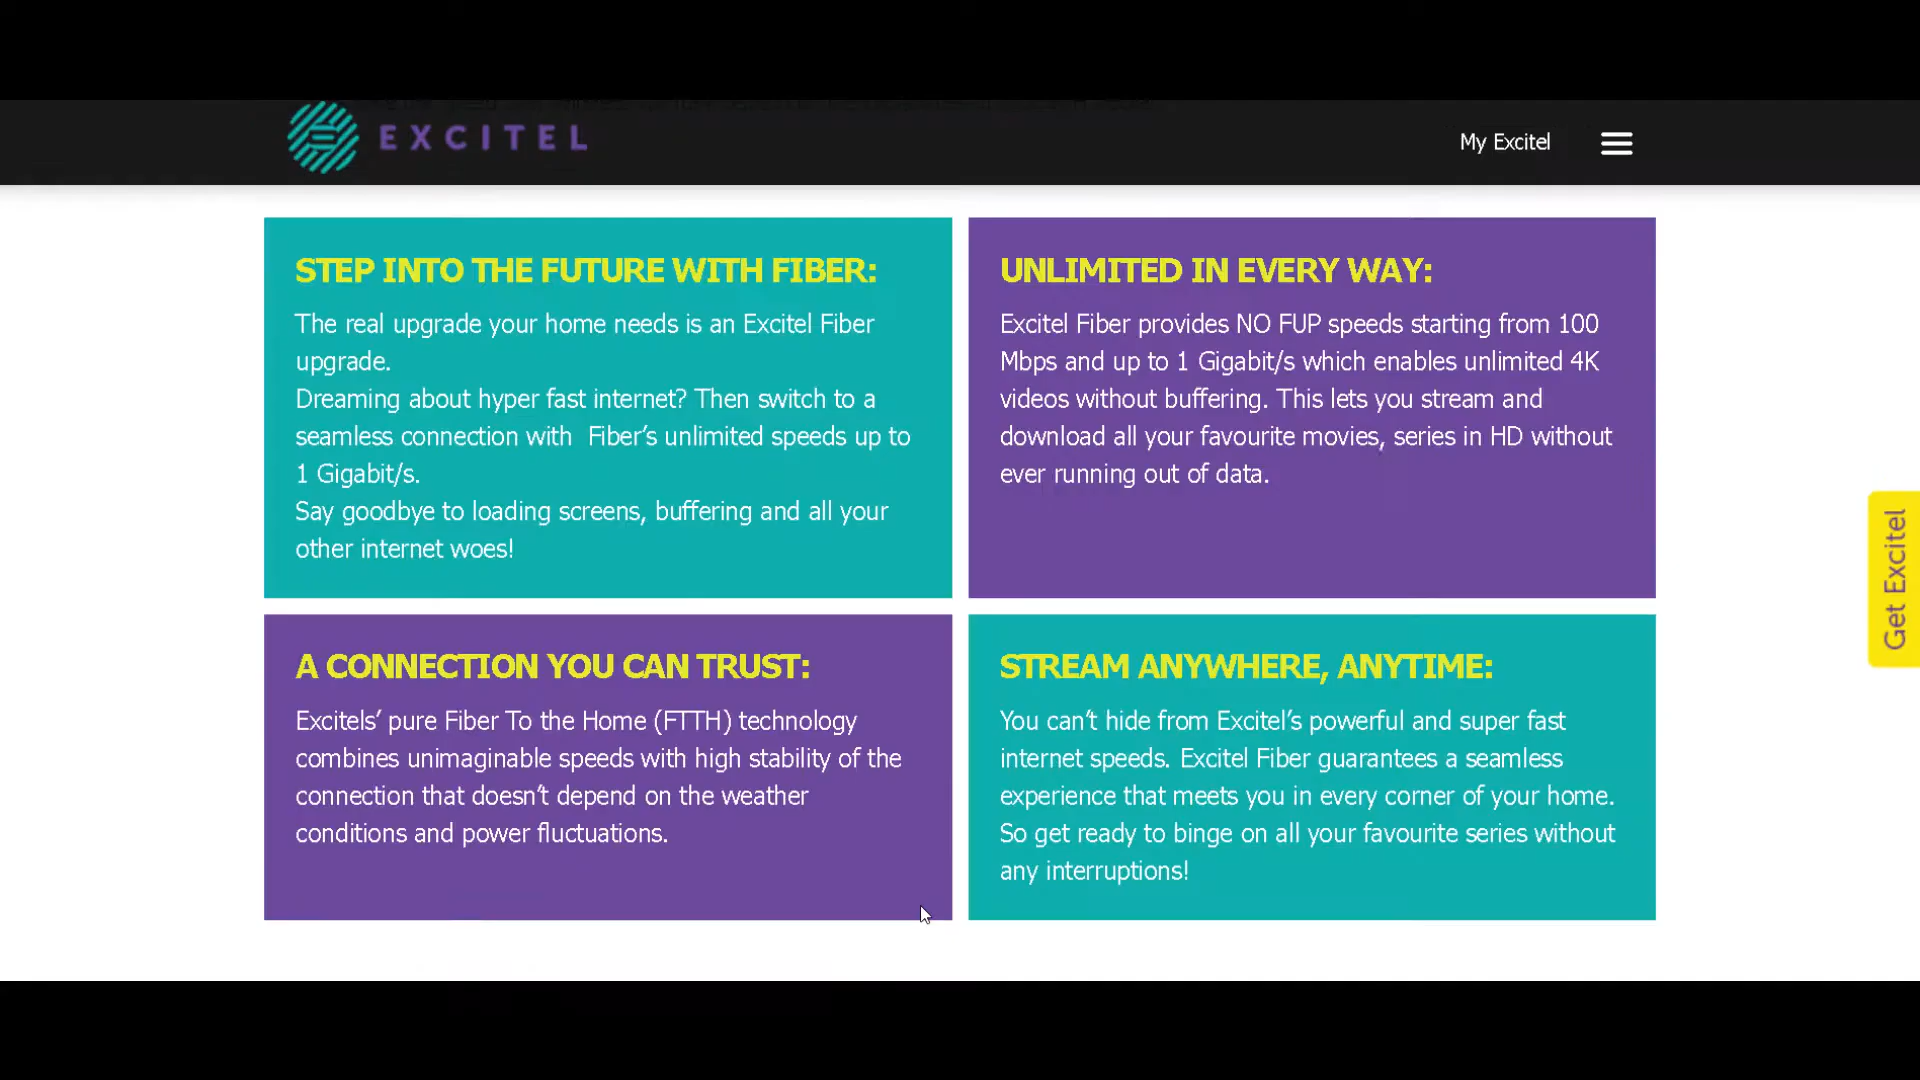 EXCITEL
My Excitel
STEP INTO THE FUTURE WITH FIBER:
The real upgrade your home needs is an Excitel Fiber
upgrade.
Dreaming about hyper fast internet? Then switch to a
seamless connection with Fiber’s unlimited speeds up to
1 Gigabit/s.
Say goodbye to loading screens, buffering and all your
other internet woes!
UNLIMITED IN EVERY WAY:
Excitel Fiber provides NO FUP speeds starting from 100
Mbps and up to 1 Gigabit/s which enables unlimited 4K
videos without buffering. This lets you stream and
download all your favourite movies, series in HD without
ever running out of data.
A CONNECTION YOU CAN TRUST:
Excitels’ pure Fiber To the Home (FTTH) technology
combines unimaginable speeds with high stability of the
connection that doesn’t depend on the weather
conditions and power fluctuations.
STREAM ANYWHERE, ANYTIME:
You can’t hide from Excitel’s powerful and super fast
internet speeds. Excitel Fiber guarantees a seamless
experience that meets you in every corner of your home.
So get ready to binge on all your favourite series without
any interruptions!
Get Excitel